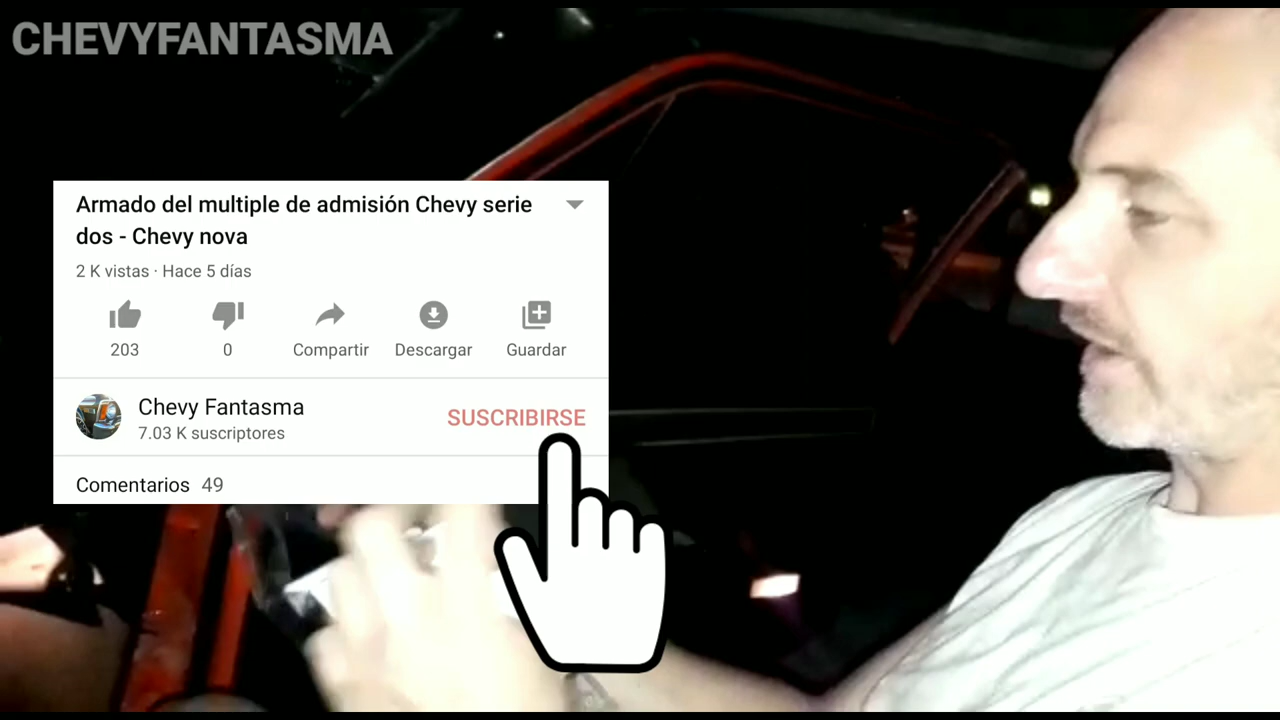 CHEVYFANTASMA
Armado del multiple de admisión Chevy serie
dos - Chevy nova
2 K vistas · Hace 5 días
203
0
Compartir
Descargar
Guardar
Chevy Fantasma
7.03 K suscriptores
SUSCRIBIRSE
Comentarios 49